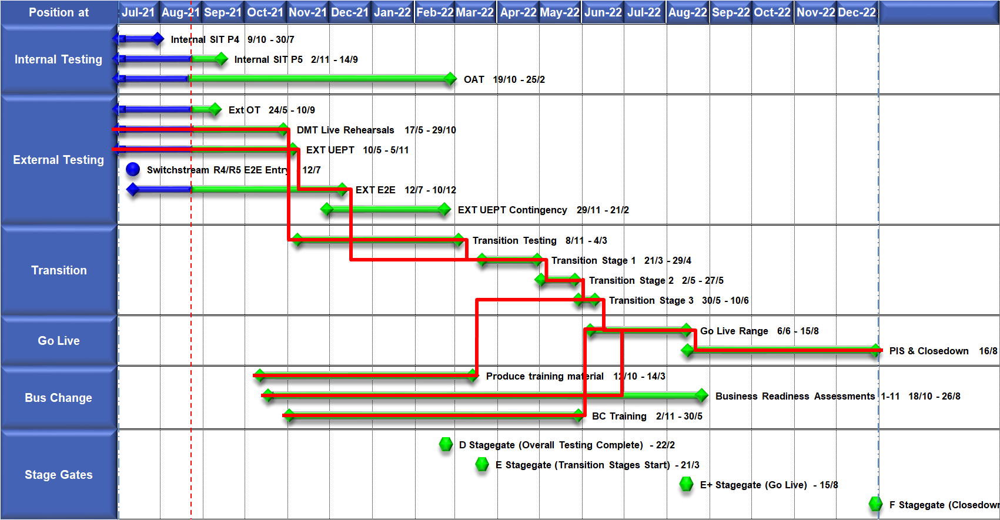 Position at Jul-21 Aug-21 Sep-21 Oct-21 Nov-21 Dec-21 Jan-22 Feb-22 Mar-22 Apr-22 May-22 Jun-22 Jul-22 Aug-22 Sep-22 Oct-22 Nov-22 Dec-22
Internal Testing
Internal SIT P4 9/10 - 30/7
Internal SIT P5 2/11 - 14/9
OAT 19/10 - 25/2
External Testing
Ext OT 24/5 - 10/9
DMT Live Rehearsals 17/5 - 29/10
EXT UEPT 10/5 - 5/11
Switchstream R4/R5 E2E Entry - 12/7
EXT E2E 12/7 - 10/12
EXT UEPT Contingency 29/11 - 21/2
Transition
Transition Testing 8/11 - 4/3
Transition Stage 1 21/3 - 29/4
Transition Stage 2 2/5 - 27/5
Transition Stage 3 30/5 - 10/6
Go Live
Go Live Range 6/6 - 15/8
PIS & Closedown 16/8
Bus Change
Produce training material 12/10 - 14/3
Business Readiness Assessments 1-11 18/10 - 26/8
BC Training 2/11 - 30/5
Stage Gates
D Stagegate (Overall Testing Complete) - 22/2
E Stagegate (Transition Stages Start) - 21/3
E+ Stagegate (Go Live) - 15/8
F Stagegate (Closedown